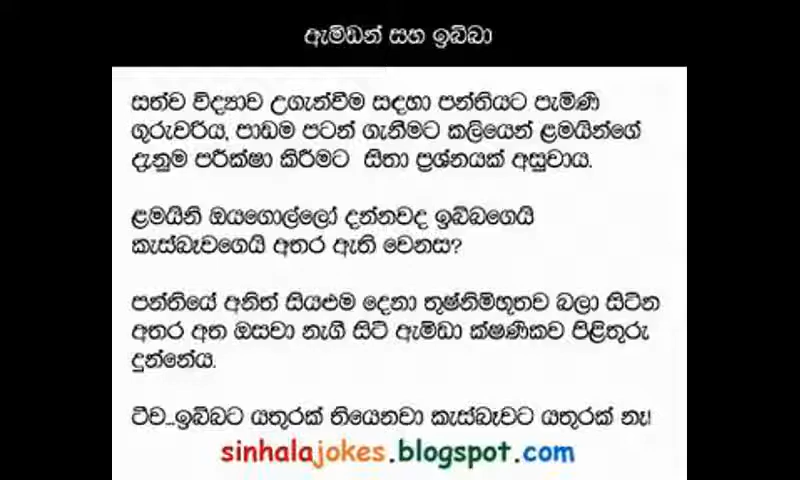 ඇමිඩන් සහ ඉබ්බා
සත්ව විද්‍යාව උගැන්වීම සදහා පන්තියට පැමිණි
ගුරුවරිය, පාඩම පටන් ගැනීමට කලියෙන් ළමයින්ගේ
දැනුම පරීක්ෂා කිරීමට සිතා ප්‍රශ්නයක් අසුවාය.
ළමයිනි ඔයගොල්ලෝ දන්නවද ඉබ්බගෙයි
කැස්බෑවගෙයි අතර ඇති වෙනස?
පන්තියේ අනිත් සියළුම දෙනා තුෂ්නිම්භූතව බලා සිටින
අතර අත ඔසවා නැගී සිටි ඇමිඩා ක්ෂණිකව පිළිතුරු
දුන්නේය.
ටීච...ඉබ්බට යතුරක් තියෙනවා කැස්බෑවට යතුරක් නෑ!
sinhalajokes.blogspot.com